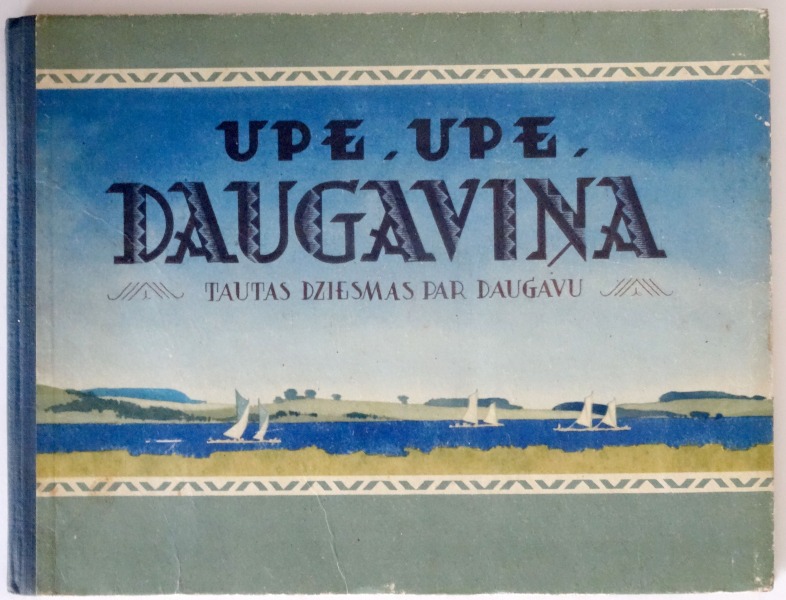 UPE, UPE,
DAUGAVIŅA
TAUTAS DZIESMAS PAR DAUGAVU